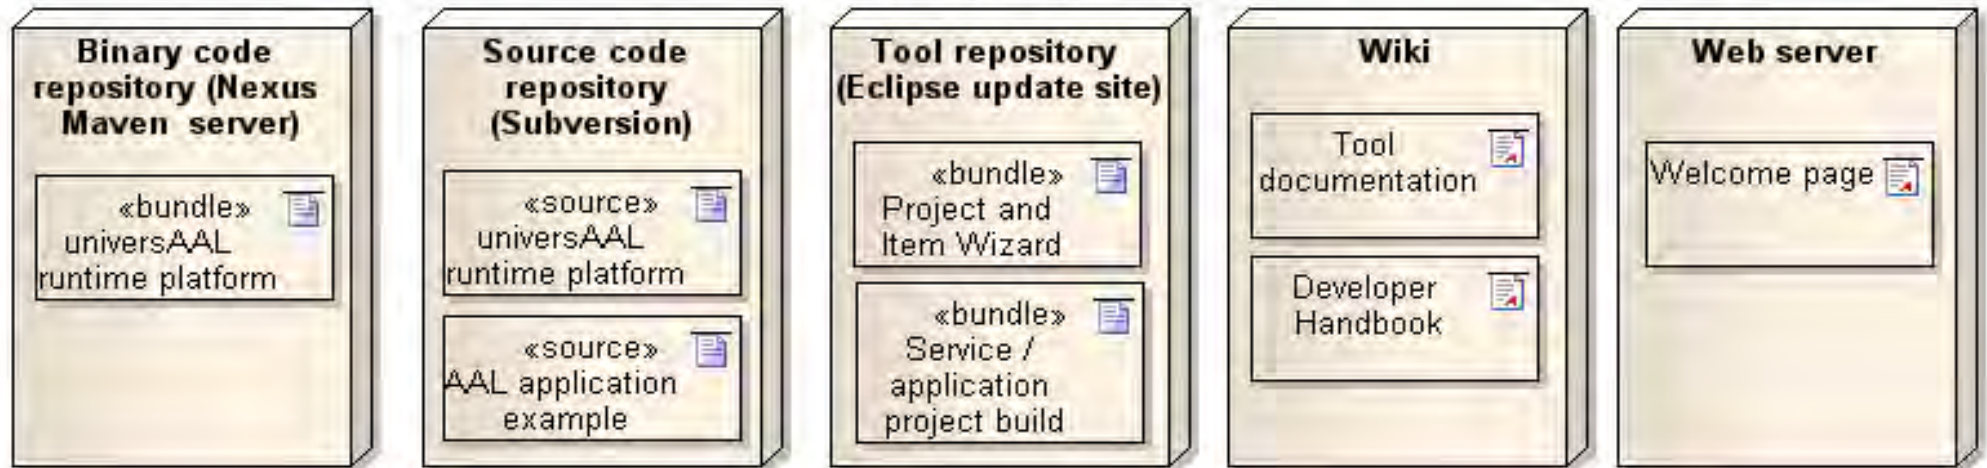 Binary code
repository (Nexus
Maven server)
«bundle»
universAAL
runtime platform
Source code
repository
(Subversion)
«source»
universAAL
runtime platform
«source»
AAL application
example
Tool repository
(Eclipse update site)
«bundle»
Project and
Item Wizard
«bundle»
Service /
application
project build
Wiki
Tool
documentation
Developer
Handbook
Web server
Welcome page